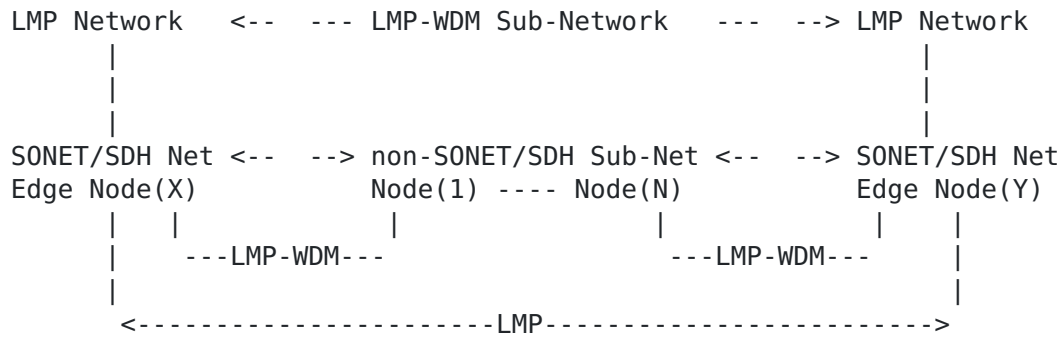 LMP Network   <--  --- LMP-WDM Sub-Network   ---  --> LMP Network
SONET/SDH Net <--  --> non-SONET/SDH Sub-Net <--  --> SONET/SDH Net
Edge Node(X)           Node(1) ---- Node(N)           Edge Node(Y)
---LMP-WDM---                  ---LMP-WDM---
<-----------------------LMP------------------------->